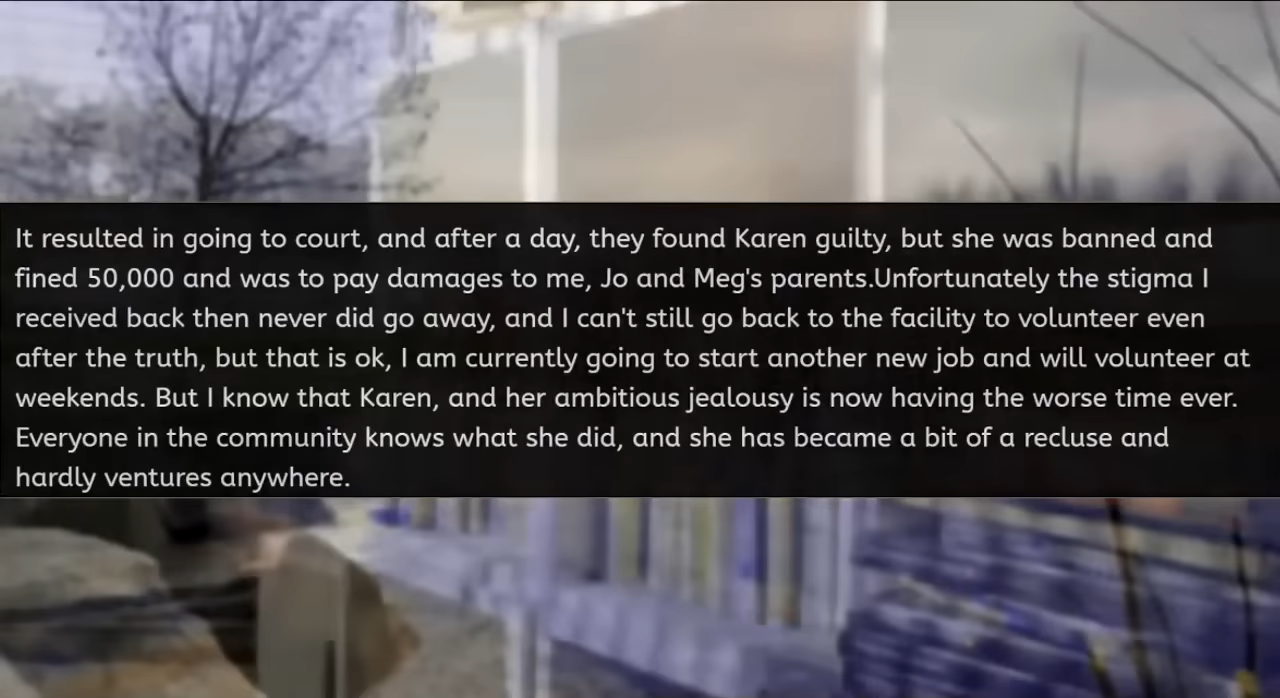 It resulted in going to court, and after a day, they found Karen guilty, but she was banned and
fined 50,000 and was to pay damages to me, Jo and Meg's parents.Unfortunately the stigma I
received back then never did go away, and I can't still go back to the facility to volunteer even
after the truth, but that is ok, I am currently going to start another new job and will volunteer at
weekends. But I know that Karen, and her ambitious jealousy is now having the worse time ever.
Everyone in the community knows what she did, and she has became a bit of a recluse and
hardly ventures anywhere.